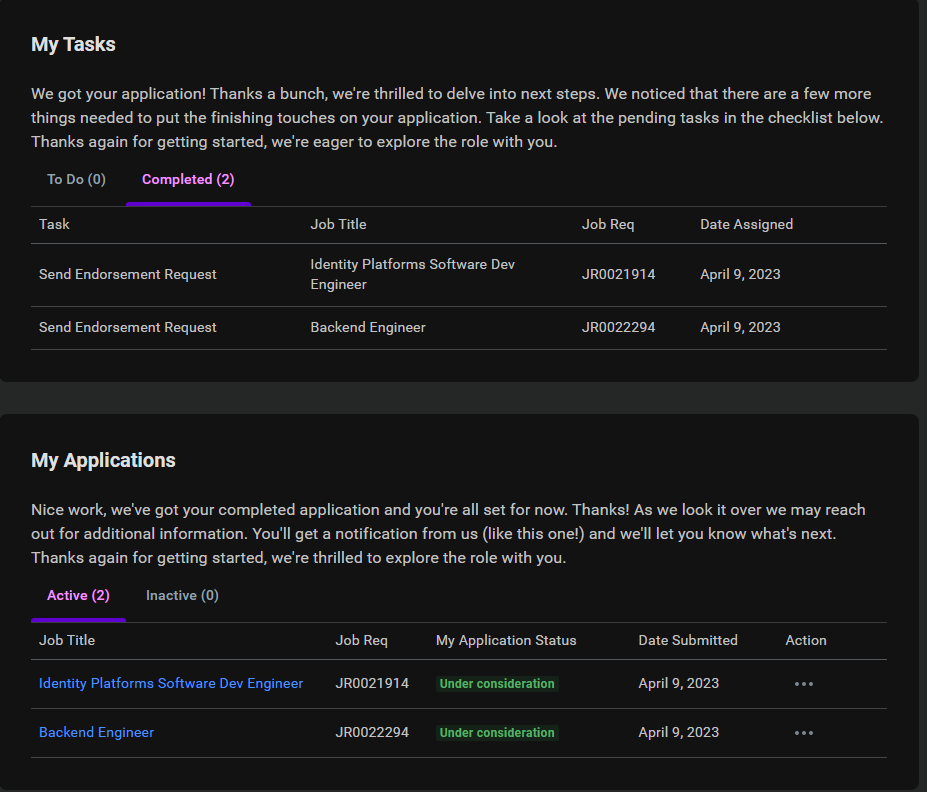 My Tasks
We got your application! Thanks a bunch, we're thrilled to delve into next steps. We noticed that there are a few more
things needed to put the finishing touches on your application. Take a look at the pending tasks in the checklist below.
Thanks again for getting started, we're eager to explore the role with you.
To Do (0) Completed (2)
Task Job Title Job Req Date Assigned
Send Endorsement Request Identity Platforms Software Dev Engineer JR0021914 April 9, 2023
Send Endorsement Request Backend Engineer JR0022294 April 9, 2023
My Applications
Nice work, we've got your completed application and you're all set for now. Thanks! As we look it over we may reach
out for additional information. You'll get a notification from us (like this one!) and we'll let you know what's next.
Thanks again for getting started, we're thrilled to explore the role with you.
Active (2) Inactive (0)
Job Title Job Req My Application Status Date Submitted Action
Identity Platforms Software Dev Engineer JR0021914 Under consideration April 9, 2023
Backend Engineer JR0022294 Under consideration April 9, 2023